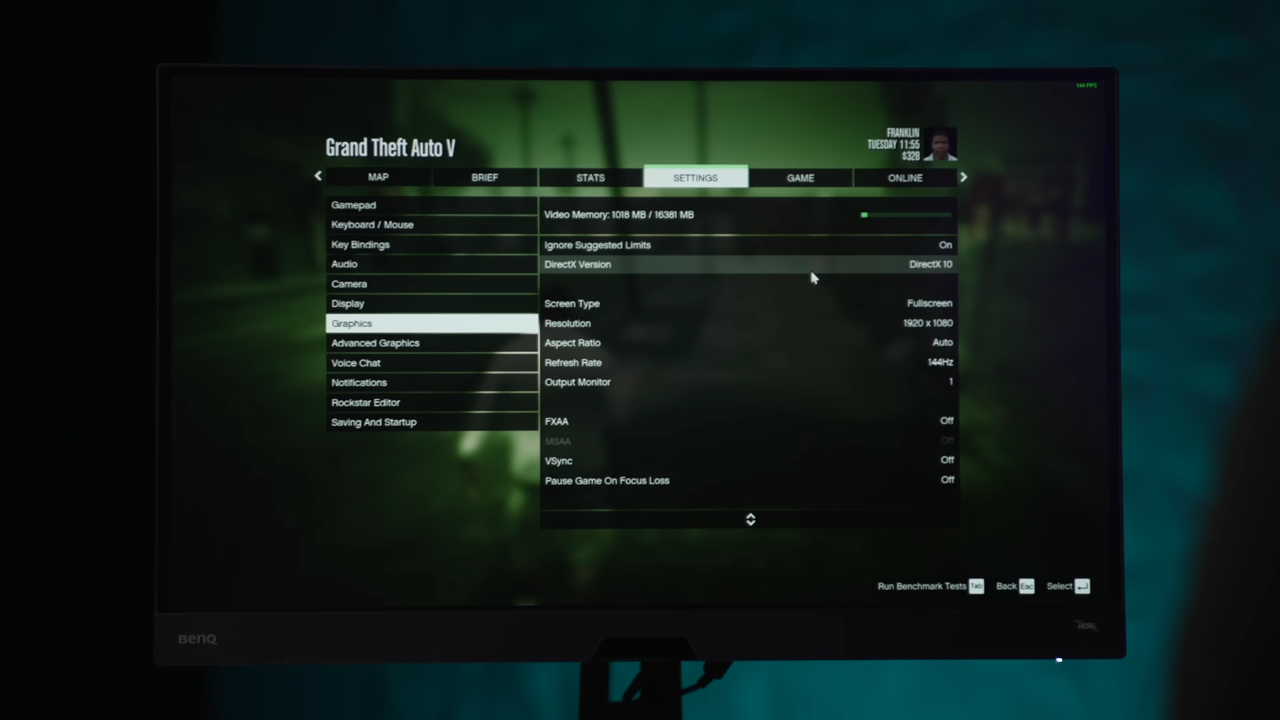 144 FPS
Grand Theft Auto V
FRANKLIN
TUESDAY 11:55
$328
MAP BRIEF STATS SETTINGS GAME ONLINE
Gamepad
Keyboard / Mouse
Key Bindings
Audio
Camera
Display
Graphics
Advanced Graphics
Voice Chat
Notifications
Rockstar Editor
Saving And Startup
Video Memory: 1018 MB / 16381 MB
Ignore Suggested Limits On
DirectX Version DirectX 10
Screen Type Fullscreen
Resolution 1920 x 1080
Aspect Ratio Auto
Refresh Rate 144Hz
Output Monitor 1
FXAA Off
MSAA Off
VSync Off
Pause Game On Focus Loss Off
Run Benchmark Tests Tab Back Esc Select
BenQ